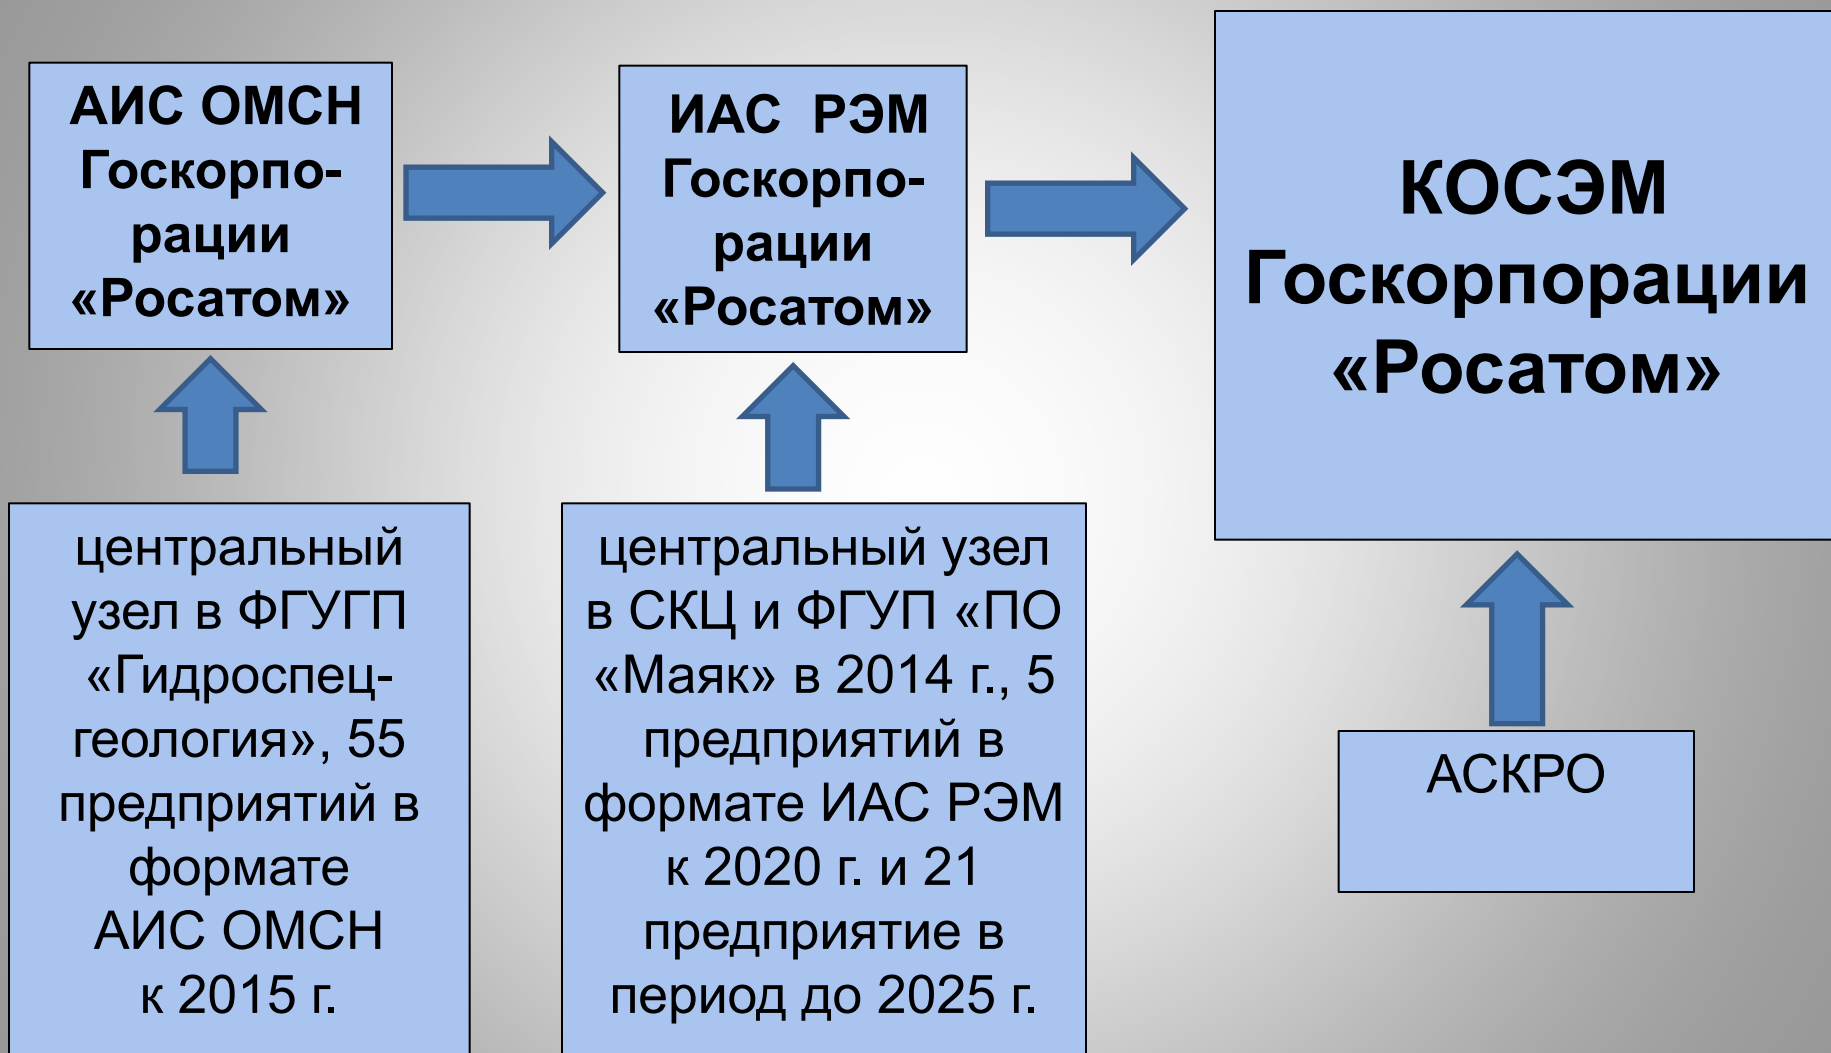 АИС ОМСН
Госкорпо-
рации
«Росатом»
ИАС РЭМ
Госкорпо-
рации
«Росатом»
КОСЭМ
Госкорпорации
«Росатом»
центральный
узел в ФГУГП
«Гидроспец-
геология», 55
предприятий в
формате
АИС ОМСН
к 2015 г.
центральный узел
в СКЦ и ФГУП «ПО
«Маяк» в 2014 г., 5
предприятий в
формате ИАС РЭМ
к 2020 г. и 21
предприятие в
период до 2025 г.
АСКРО